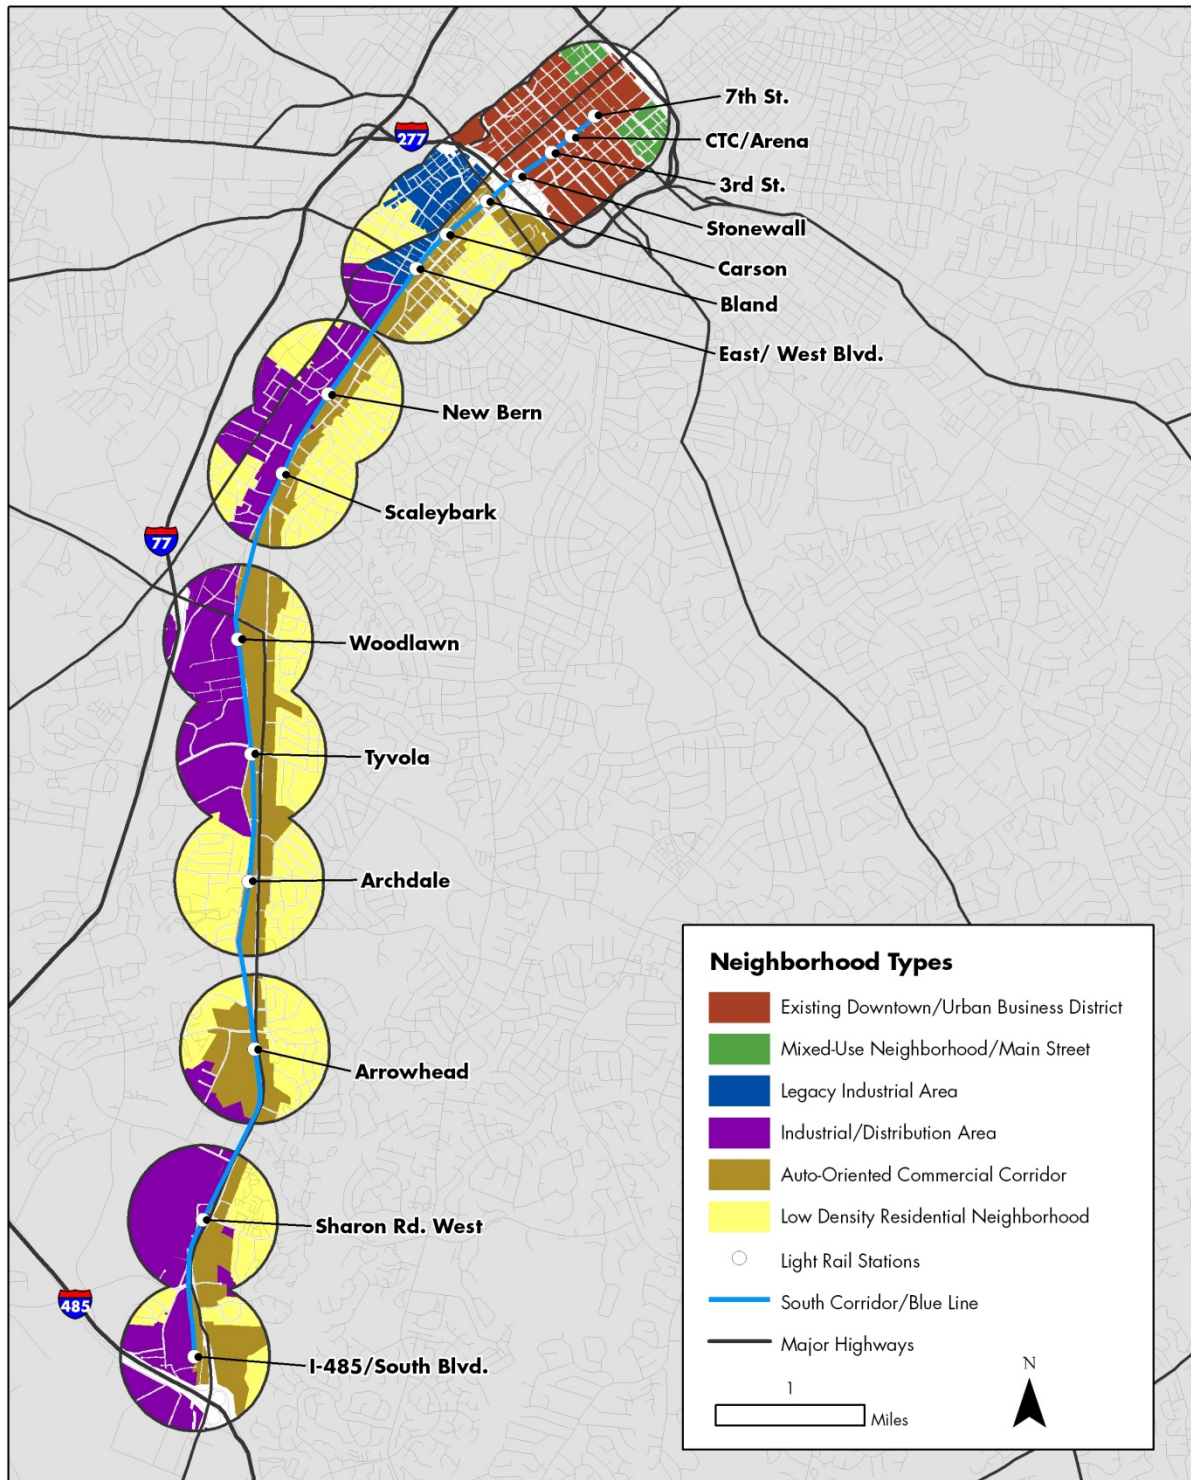 7th St.
277
CTC/Arena
3rd St.
Stonewall
Carson
Bland
East/ West Blvd.
New Bern
Scaleybark
77
Woodlawn
Tyvola
Archdale
Arrowhead
Sharon Rd. West
485
I-485/South Blvd.
Neighborhood Types
Existing Downtown/Urban Business District
Mixed-Use Neighborhood/Main Street
Legacy Industrial Area
Industrial/Distribution Area
Auto-Oriented Commercial Corridor
Low Density Residential Neighborhood
Light Rail Stations
South Corridor/Blue Line
Major Highways
N
1
Miles